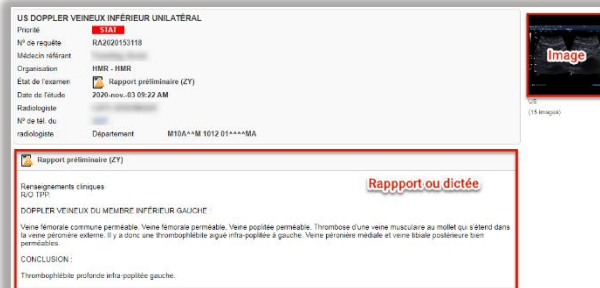 US DOPPLER VEINEUX INFÉRIEUR UNILATÉRAL
Priorité STAT
N° de requête RA2020153118
Médecin référant
Organisation HMR - HMR
État de l'examen Rapport préliminaire (ZY)
Date de l'étude 2020-nov.-03 09:22 AM
Radiologiste
N° de tél. du
radiologiste Département M10A^^M 1012 01^^^^MA
Image
US
(15 images)
Rapport préliminaire (ZY)
Rappport ou dictée
Renseignements cliniques
R/O TPP.
DOPPLER VEINEUX DU MEMBRE INFÉRIEUR GAUCHE :
Veine fémorale commune perméable. Veine fémorale perméable. Veine poplitée perméable. Thrombose d'une veine musculaire au mollet qui s'étend dans
la veine péronière externe. Il y a donc une thrombophlébite aiguë infra-poplitée à gauche. Veine péronière médiale et veine tibiale postérieure bien
perméables.
CONCLUSION :
Thrombophlébite profonde infra-poplitée gauche.